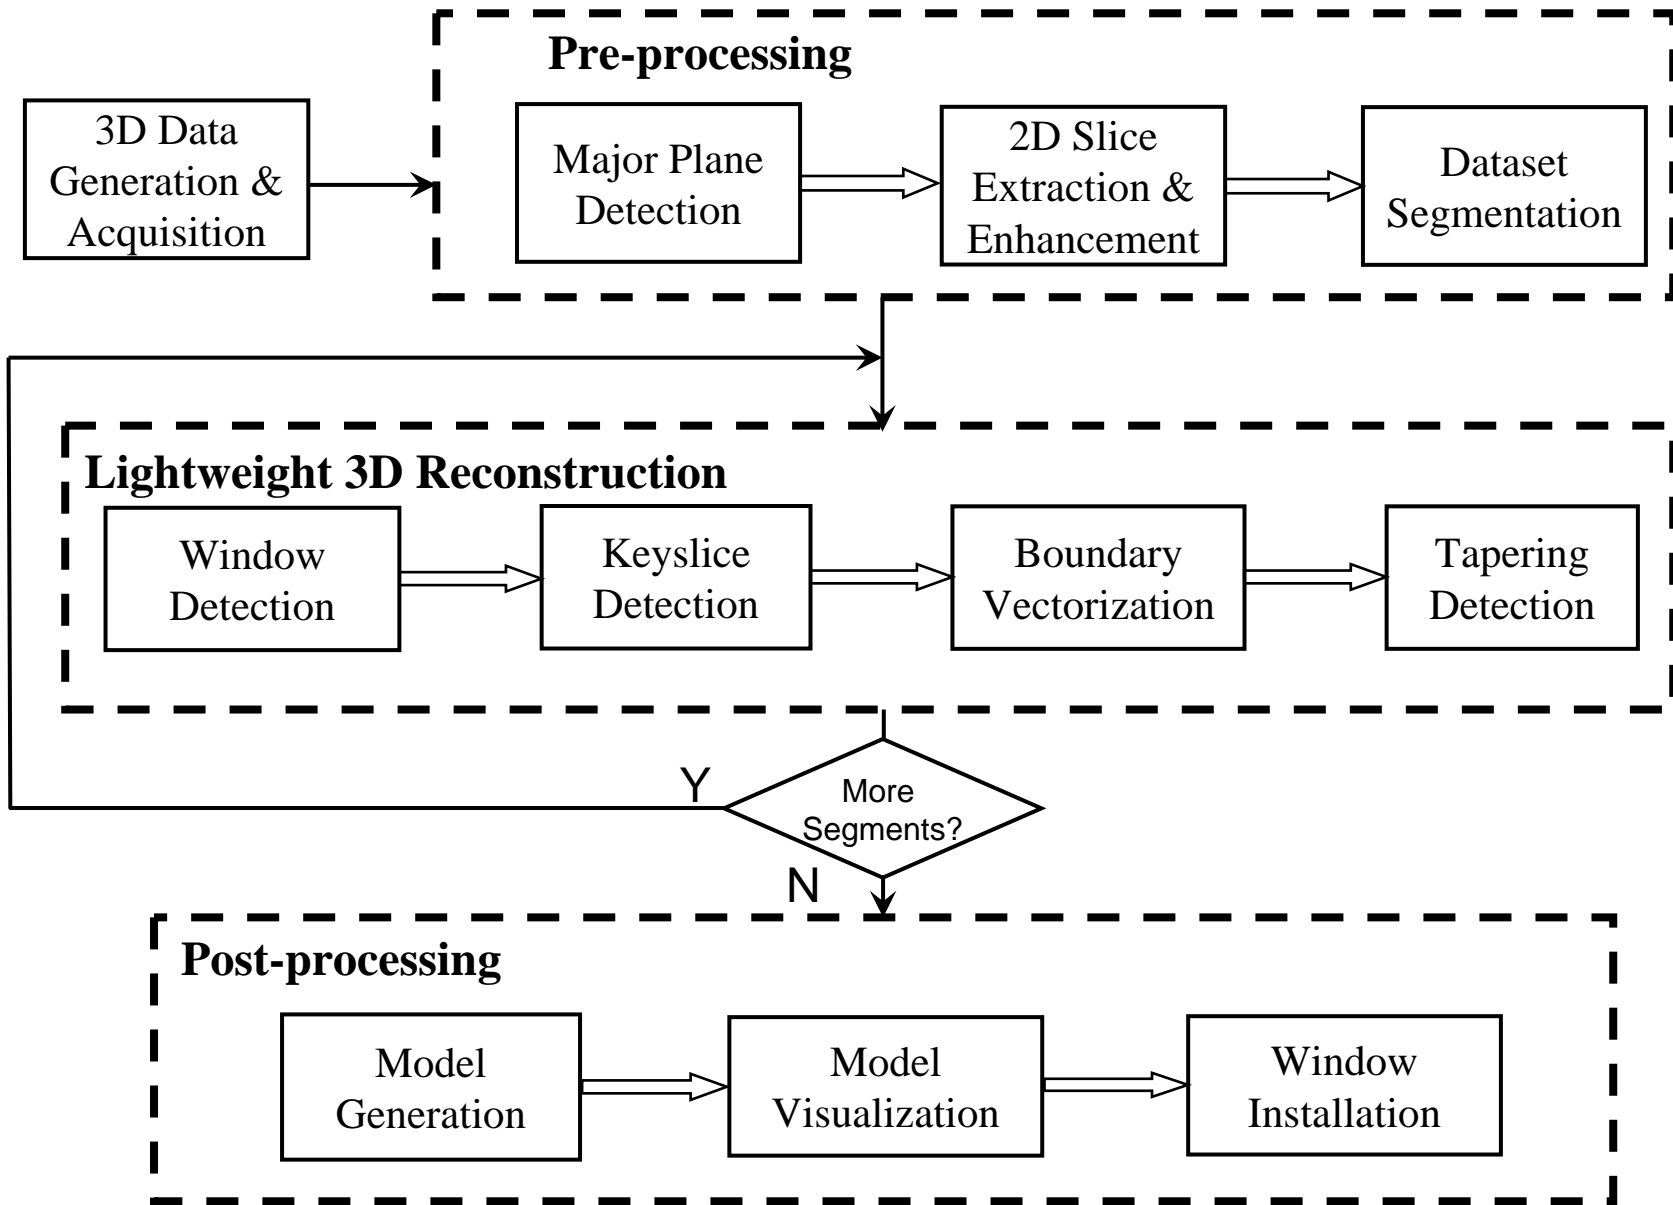 Pre-processing
3D Data
Generation &
Acquisition
Major Plane
Detection
2D Slice
Extraction &
Enhancement
Dataset
Segmentation
Lightweight 3D Reconstruction
Window
Detection
Keyslice
Detection
Boundary
Vectorization
Tapering
Detection
Y
More
Segments?
N
Post-processing
Model
Generation
Model
Visualization
Window
Installation